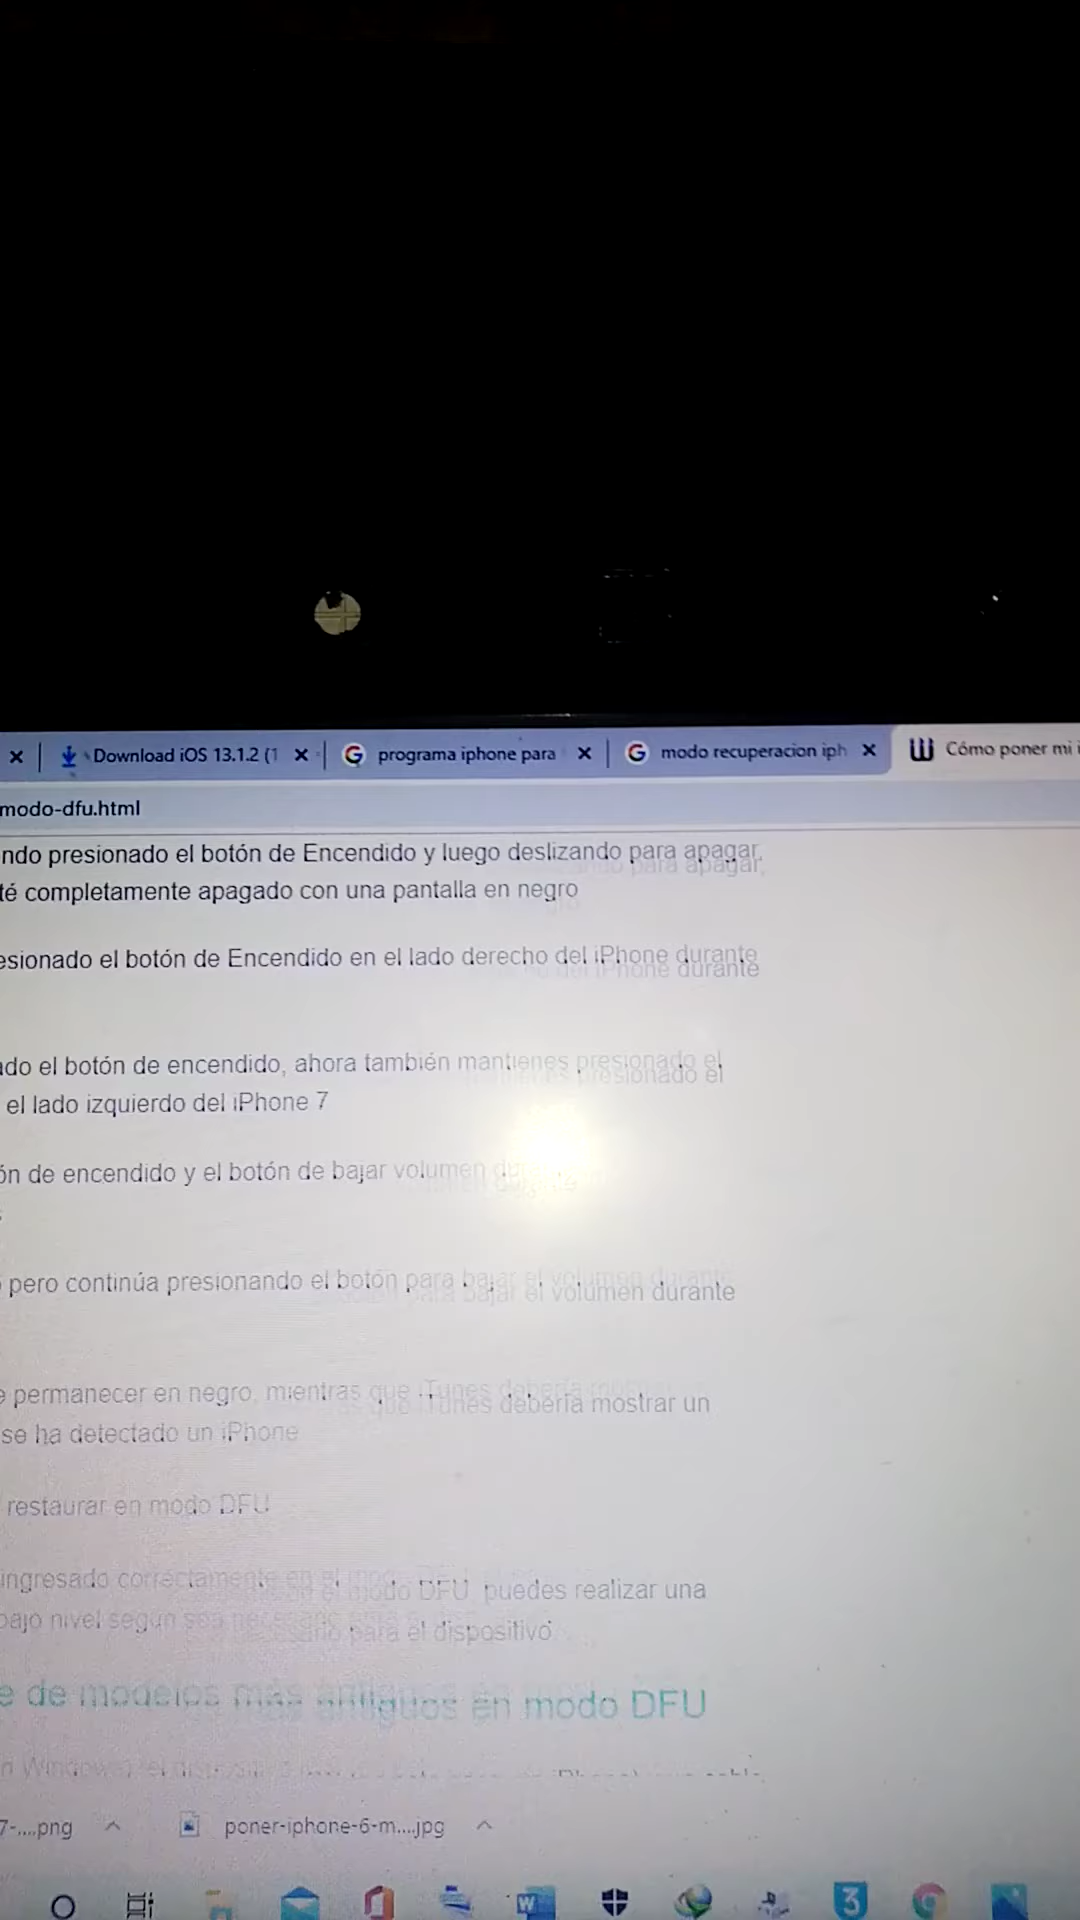 Download iOS 13.1.2 (1
programa iphone para
modo recuperacion iph
Cómo poner mi i
modo-dfu.html
ndo presionado el botón de Encendido y luego deslizando para apagar,
té completamente apagado con una pantalla en negro
esionado el botón de Encendido en el lado derecho del iPhone durante
ado el botón de encendido, ahora también mantienes presionado el
el lado izquierdo del iPhone 7
ón de encendido y el botón de bajar volumen durante
pero continúa presionando el botón para bajar el volumen durante
e permanecer en negro, mientras que iTunes debería mostrar un
se ha detectado un iPhone
restaurar en modo DFU
ingresado correctamente en el modo DFU puedes realizar una
bajo nivel según sea necesario para el dispositivo
e de modelos más antiguos en modo DFU
n Windows), el
7-....png
poner-iphone-6-m....jpg